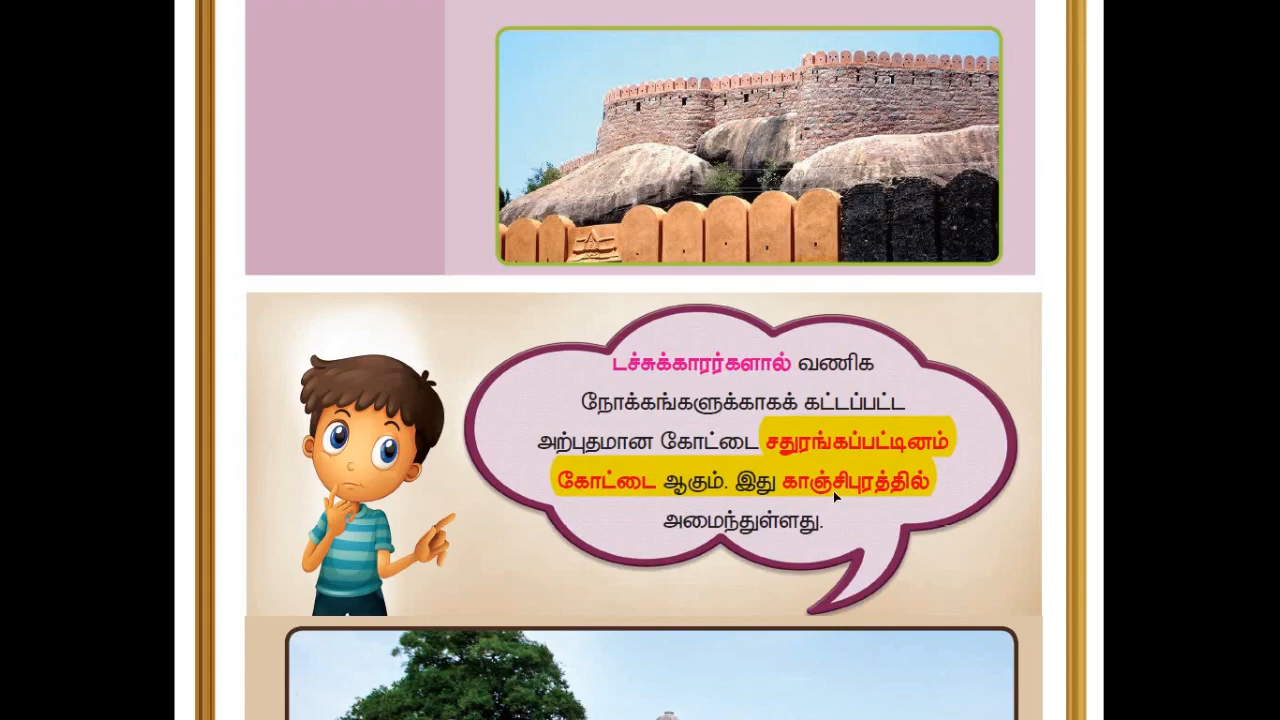 டச்சுக்காரர்களால் வணிக
நோக்கங்களுக்காகக் கட்டப்பட்ட
அற்புதமான கோட்டை சதுரங்கப்பட்டினம்
கோட்டை ஆகும். இது காஞ்சிபுரத்தில்
அமைந்துள்ளது.